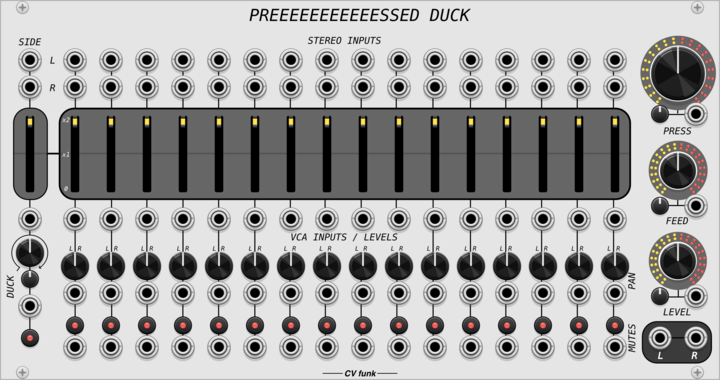 PREEEEEEEEEEESSED DUCK
SIDE
STEREO INPUTS
L
R
x2
x1
0
PRESS
FEED
VCA INPUTS / LEVELS
L R L R L R L R L R L R L R L R L R L R L R L R L R L R L R L R
DUCK
PAN
LEVEL
MUTES
L R
CV funk